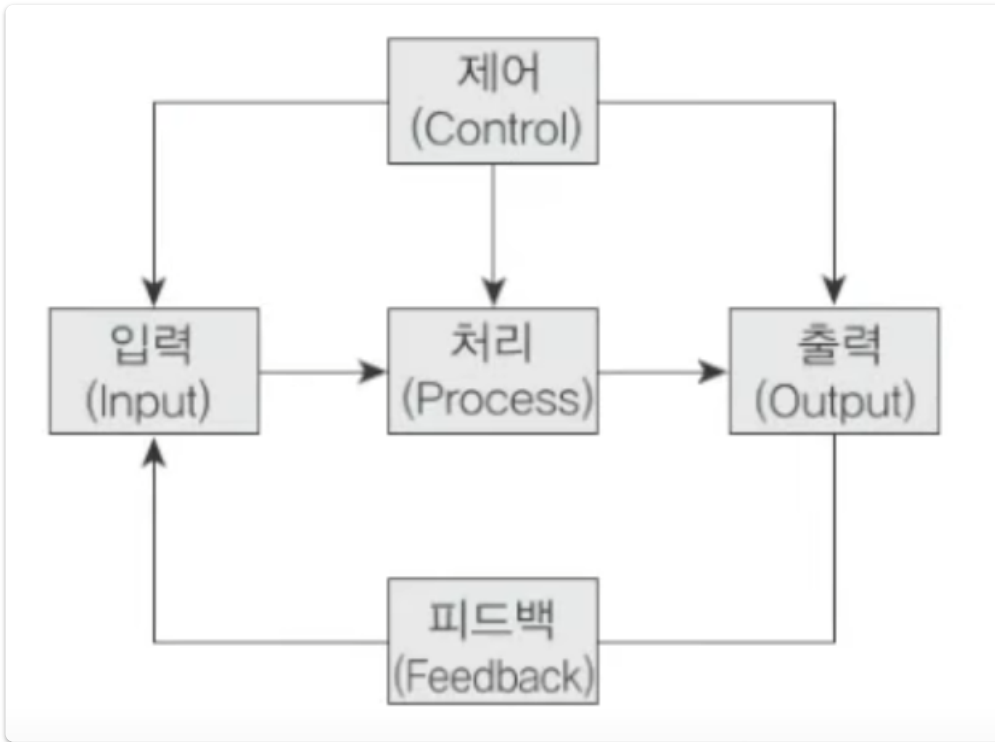 제어
(Control)
입력
(Input)
처리
(Process)
출력
(Output)
피드백
(Feedback)